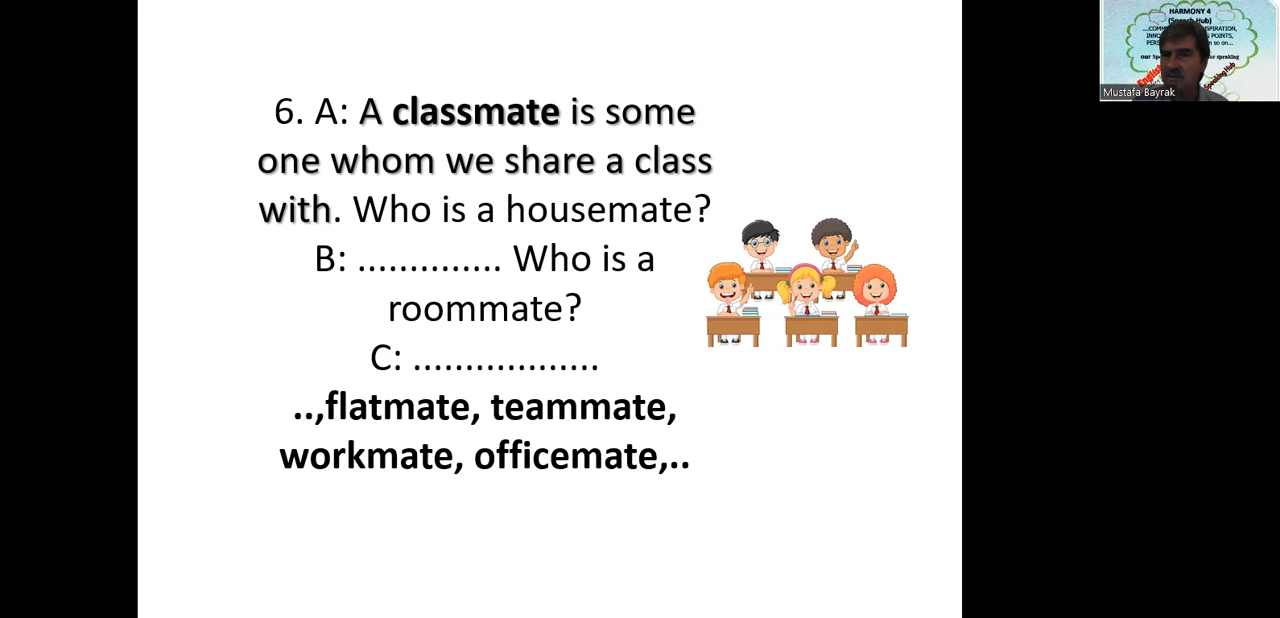 6. A: A classmate is some
one whom we share a class
with. Who is a housemate?
B: .............. Who is a
roommate?
C: ..................
..,flatmate, teammate,
workmate, officemate,..
HARMONY 4
Mustafa Bayrak